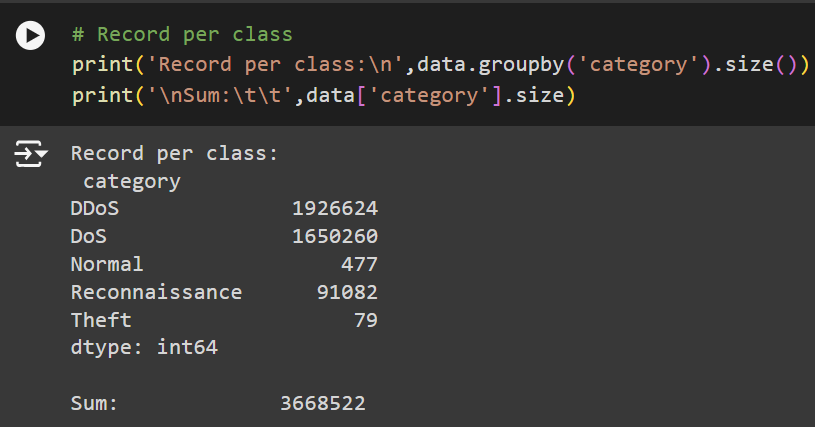 # Record per class
print('Record per class:\n',data.groupby('category').size())
print('\nSum:\t\t',data['category'].size)
Record per class:
 category
DDoS              1926624
DoS               1650260
Normal                477
Reconnaissance      91082
Theft                  79
dtype: int64
Sum:             3668522